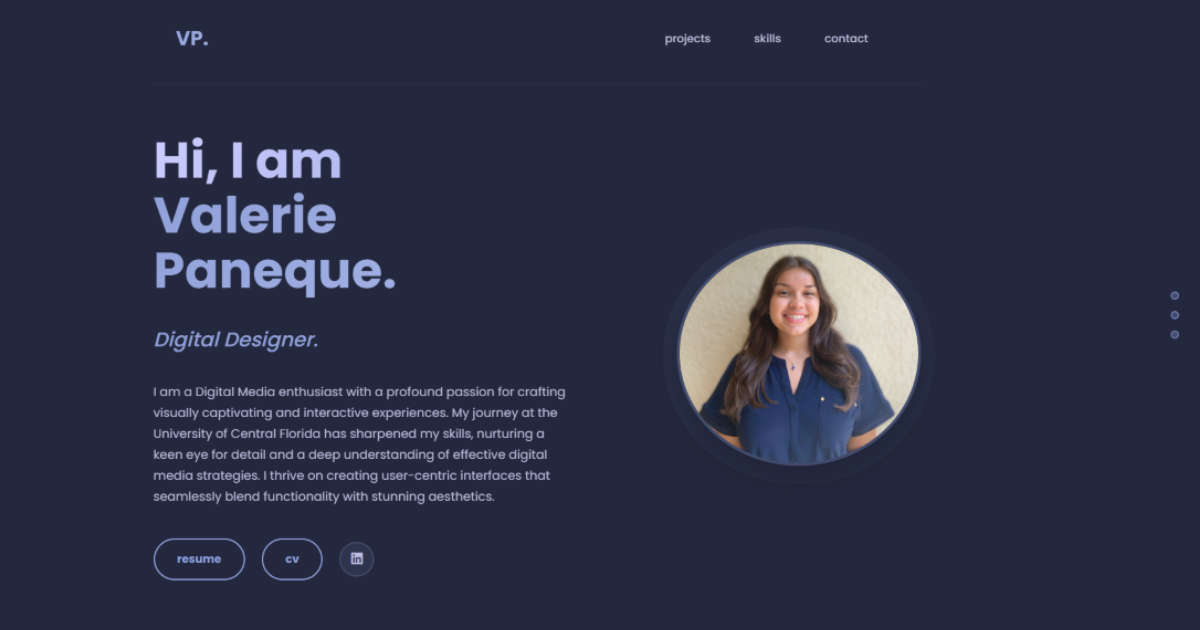 VP.
projects skills contact
Hi, I am
Valerie
Paneque.
Digital Designer.
I am a Digital Media enthusiast with a profound passion for crafting
visually captivating and interactive experiences. My journey at the
University of Central Florida has sharpened my skills, nurturing a
keen eye for detail and a deep understanding of effective digital
media strategies. I thrive on creating user-centric interfaces that
seamlessly blend functionality with stunning aesthetics.
resume cv in